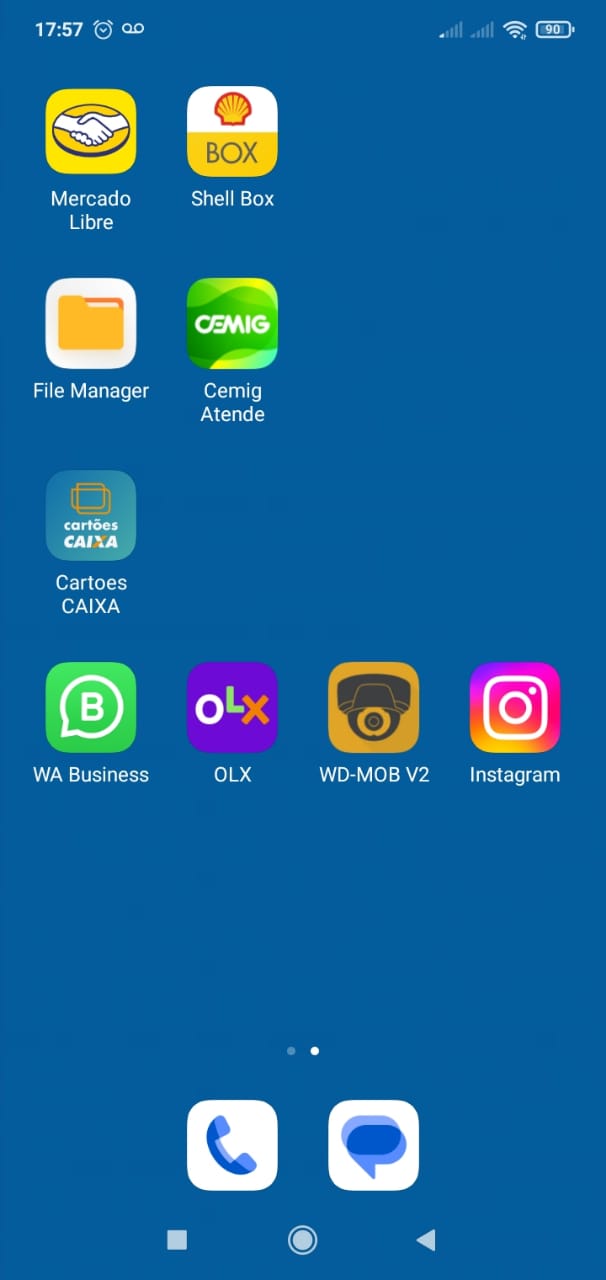 17:57
90
BOX
Mercado
Libre
Shell Box
CEMIG
File Manager
Cemig
Atende
cartões
CAIXA
Cartoes
CAIXA
B
OLX
WA Business
OLX
WD-MOB V2
Instagram